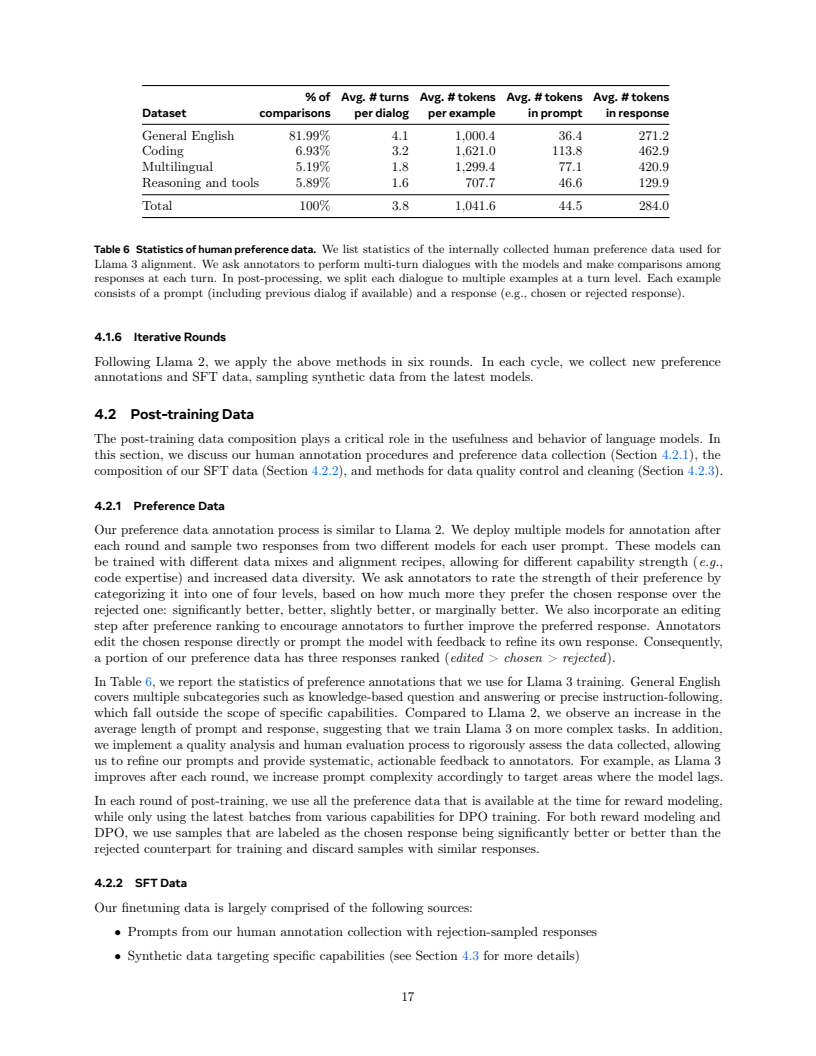 % of Avg. # turns Avg. # tokens Avg. # tokens Avg. # tokens
Dataset comparisons per dialog per example in prompt in response
General English 81.99% 4.1 1,000.4 36.4 271.2
Coding 6.93% 3.2 1,621.0 113.8 462.9
Multilingual 5.19% 1.8 1,299.4 77.1 420.9
Reasoning and tools 5.89% 1.6 707.7 46.6 129.9
Total 100% 3.8 1,041.6 44.5 284.0
Table 6 Statistics of human preference data. We list statistics of the internally collected human preference data used for
Llama 3 alignment. We ask annotators to perform multi-turn dialogues with the models and make comparisons among
responses at each turn. In post-processing, we split each dialogue to multiple examples at a turn level. Each example
consists of a prompt (including previous dialog if available) and a response (e.g., chosen or rejected response).
4.1.6 Iterative Rounds
Following Llama 2, we apply the above methods in six rounds. In each cycle, we collect new preference
annotations and SFT data, sampling synthetic data from the latest models.
4.2 Post-training Data
The post-training data composition plays a critical role in the usefulness and behavior of language models. In
this section, we discuss our human annotation procedures and preference data collection (Section 4.2.1), the
composition of our SFT data (Section 4.2.2), and methods for data quality control and cleaning (Section 4.2.3).
4.2.1 Preference Data
Our preference data annotation process is similar to Llama 2. We deploy multiple models for annotation after
each round and sample two responses from two different models for each user prompt. These models can
be trained with different data mixes and alignment recipes, allowing for different capability strength (e.g.,
code expertise) and increased data diversity. We ask annotators to rate the strength of their preference by
categorizing it into one of four levels, based on how much more they prefer the chosen response over the
rejected one: significantly better, better, slightly better, or marginally better. We also incorporate an editing
step after preference ranking to encourage annotators to further improve the preferred response. Annotators
edit the chosen response directly or prompt the model with feedback to refine its own response. Consequently,
a portion of our preference data has three responses ranked (edited > chosen > rejected).
In Table 6, we report the statistics of preference annotations that we use for Llama 3 training. General English
covers multiple subcategories such as knowledge-based question and answering or precise instruction-following,
which fall outside the scope of specific capabilities. Compared to Llama 2, we observe an increase in the
average length of prompt and response, suggesting that we train Llama 3 on more complex tasks. In addition,
we implement a quality analysis and human evaluation process to rigorously assess the data collected, allowing
us to refine our prompts and provide systematic, actionable feedback to annotators. For example, as Llama 3
improves after each round, we increase prompt complexity accordingly to target areas where the model lags.
In each round of post-training, we use all the preference data that is available at the time for reward modeling,
while only using the latest batches from various capabilities for DPO training. For both reward modeling and
DPO, we use samples that are labeled as the chosen response being significantly better or better than the
rejected counterpart for training and discard samples with similar responses.
4.2.2 SFT Data
Our finetuning data is largely comprised of the following sources:
• Prompts from our human annotation collection with rejection-sampled responses
• Synthetic data targeting specific capabilities (see Section 4.3 for more details)
17